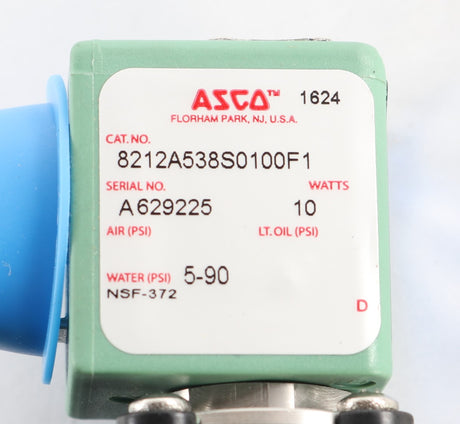 ASCO™ 1624
FLORHAM PARK, NJ, U.S.A.
CAT. NO.
8212A538S0100F1
SERIAL NO. WATTS
A629225 10
AIR (PSI) LT. OIL (PSI)
WATER (PSI) 5-90
NSF-372
D